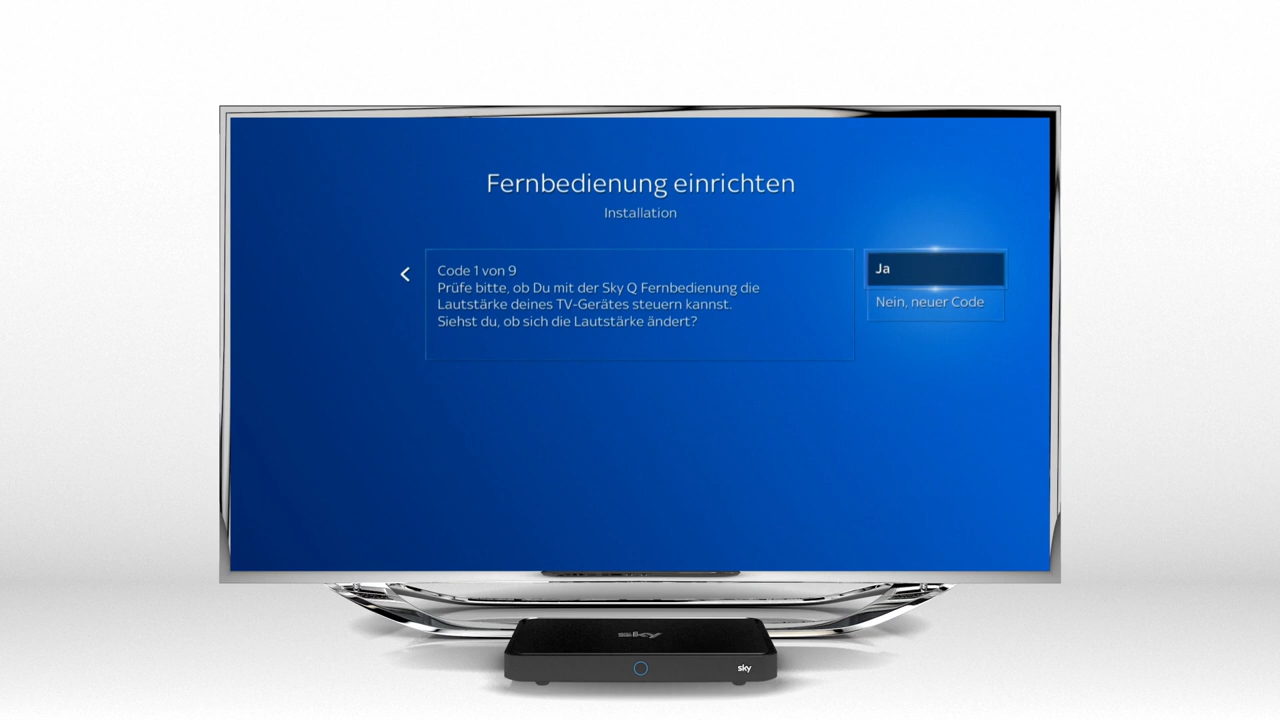 Fernbedienung einrichten
Installation
Code 1 von 9
Prüfe bitte, ob Du mit der Sky Q Fernbedienung die
Lautstärke deines TV-Gerätes steuern kannst.
Siehst du, ob sich die Lautstärke ändert?
Ja
Nein, neuer Code
sky
sky